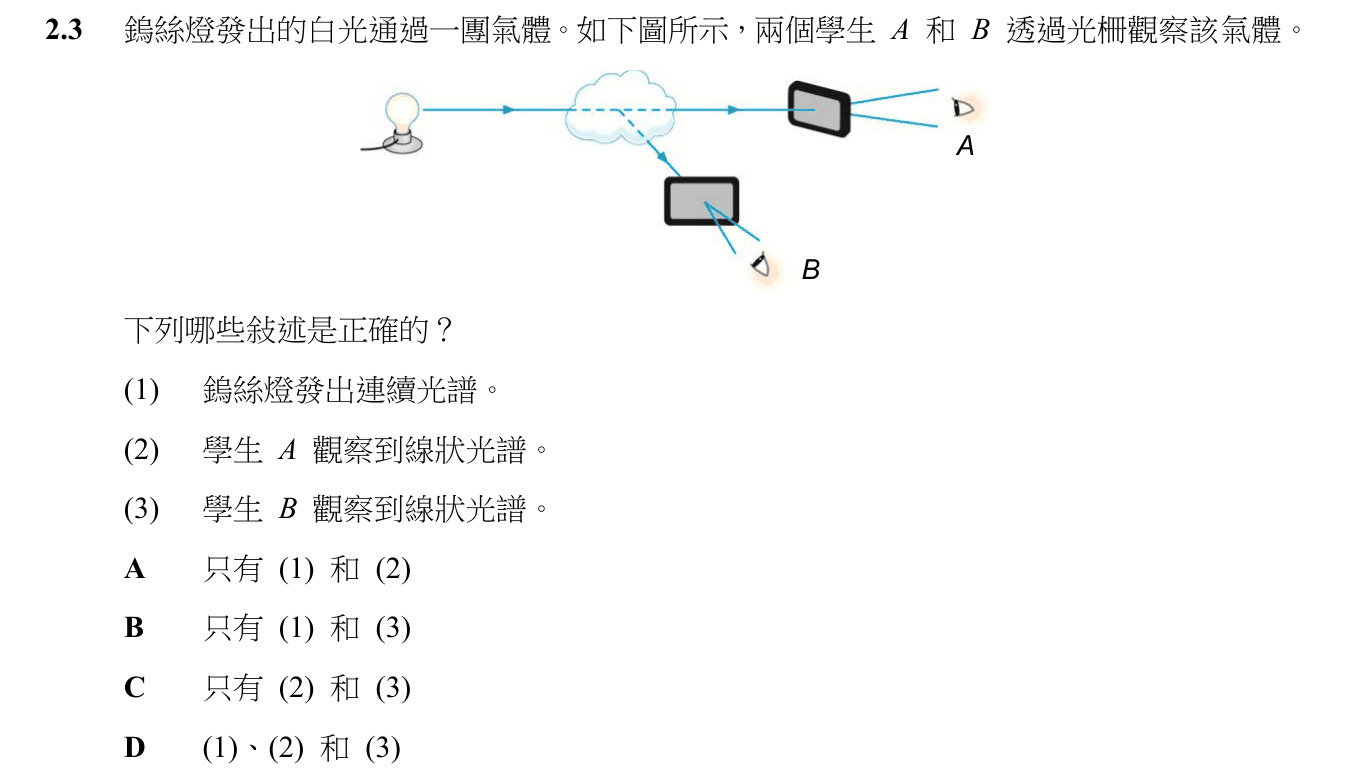 2.3 鎢絲燈發出的白光通過一團氣體。如下圖所示，兩個學生 A 和 B 透過光柵觀察該氣體。
A
B
下列哪些敍述是正確的？
(1) 鎢絲燈發出連續光譜。
(2) 學生 A 觀察到線狀光譜。
(3) 學生 B 觀察到線狀光譜。
A 只有 (1) 和 (2)
B 只有 (1) 和 (3)
C 只有 (2) 和 (3)
D (1)、(2) 和 (3)